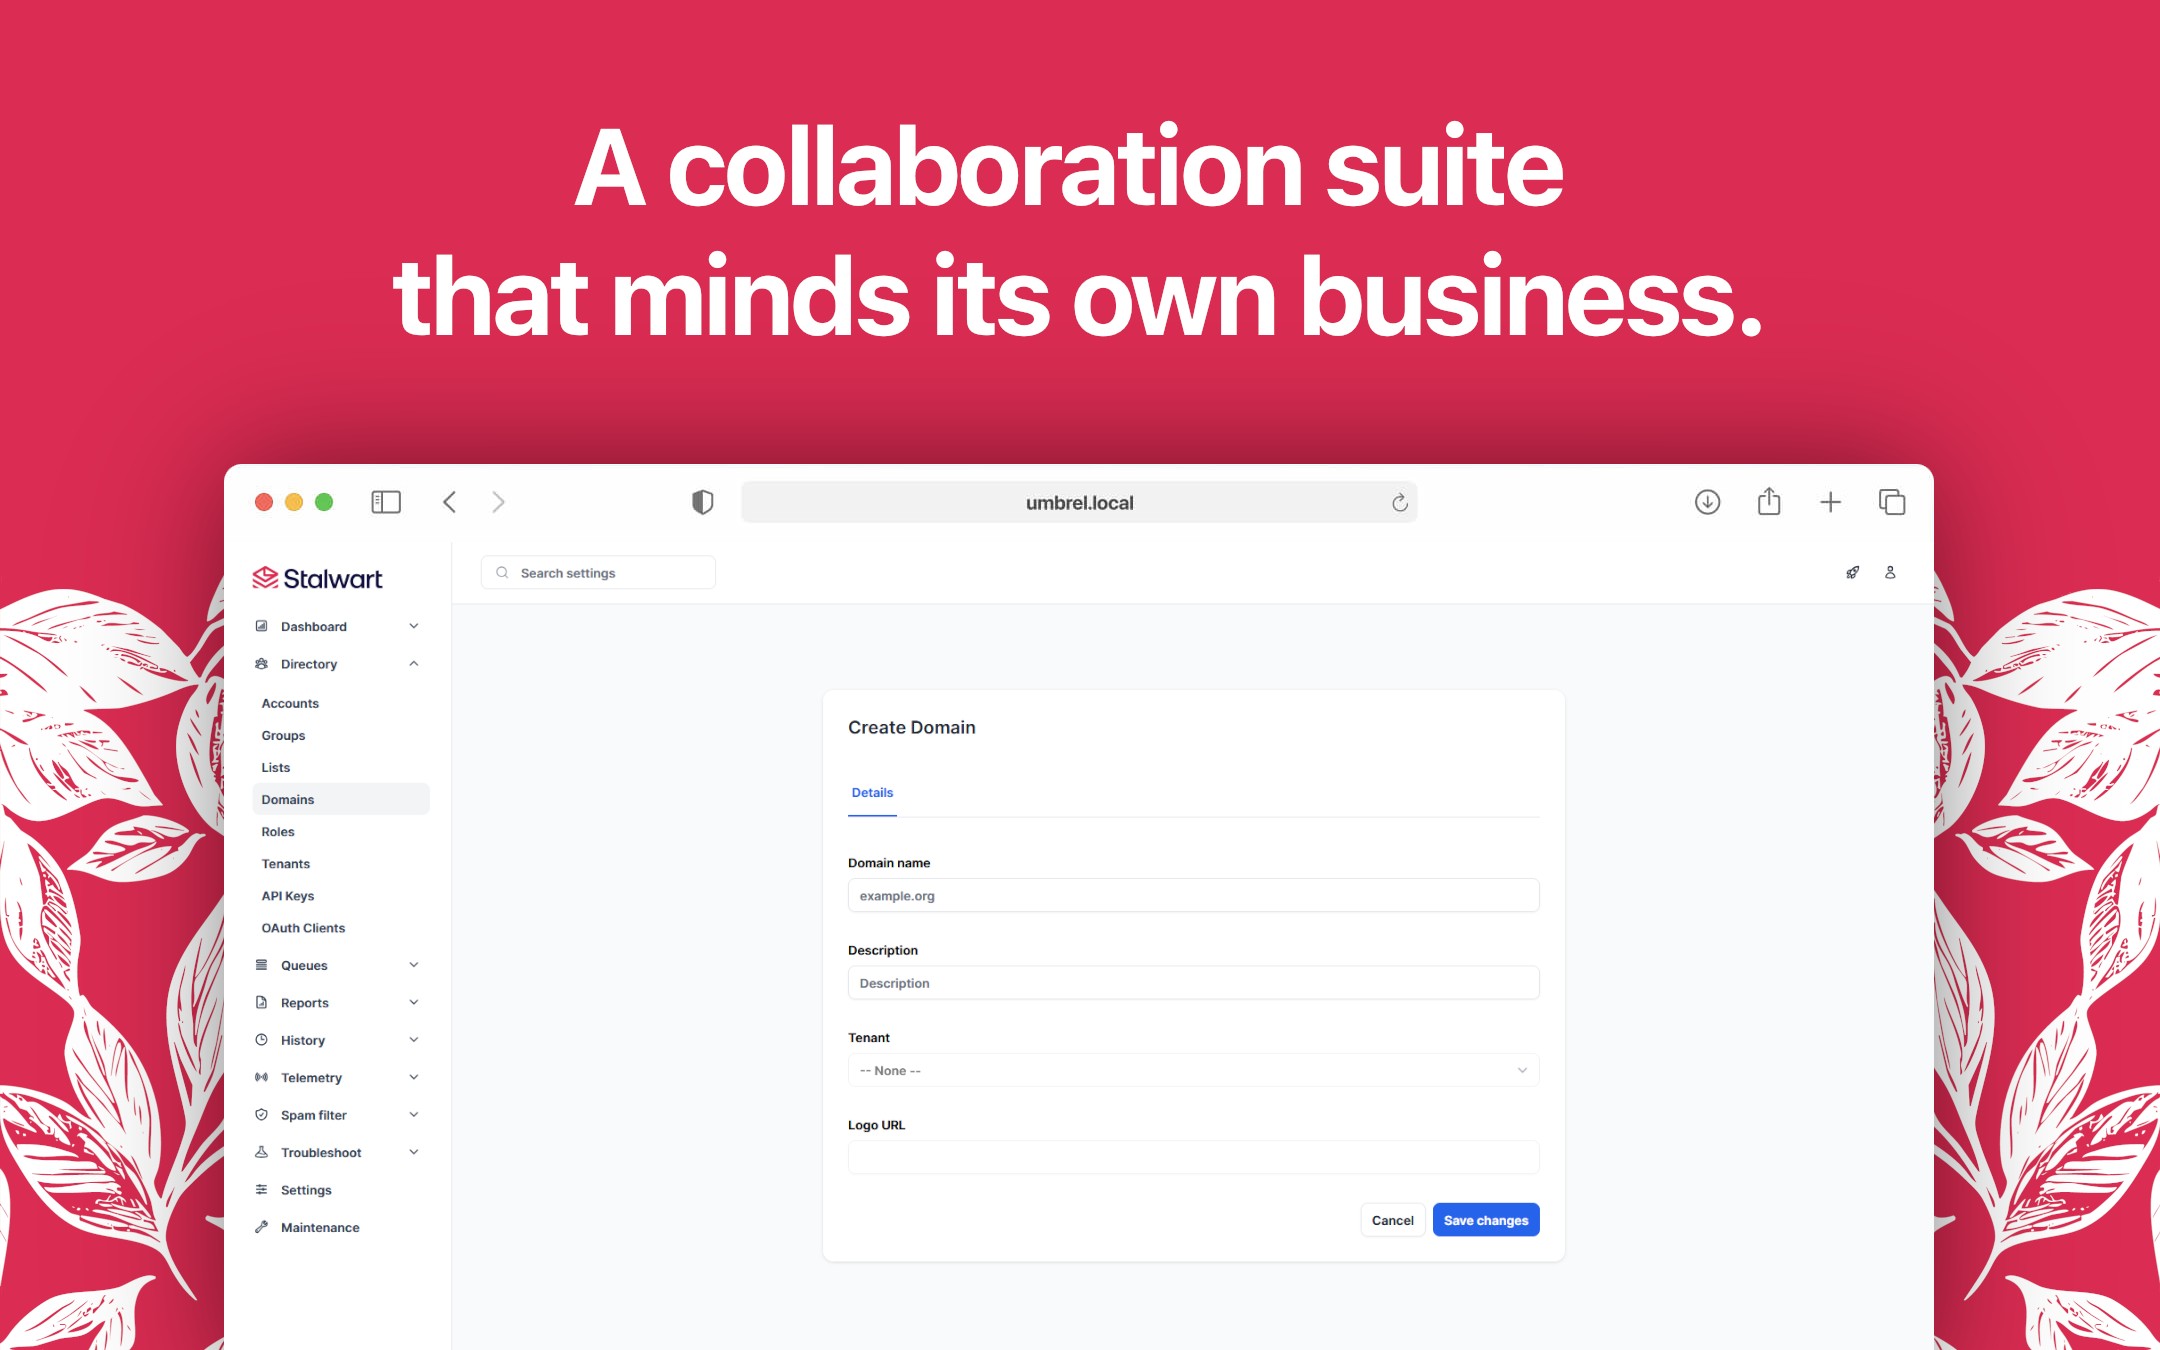 A collaboration suite
that minds its own business.
umbrel.local
Stalwart
Search settings
Dashboard
Directory
Accounts
Groups
Lists
Domains
Roles
Tenants
API Keys
OAuth Clients
Queues
Reports
History
Telemetry
Spam filter
Troubleshoot
Settings
Maintenance
Create Domain
Details
Domain name
example.org
Description
Description
Tenant
-- None --
Logo URL
Cancel
Save changes